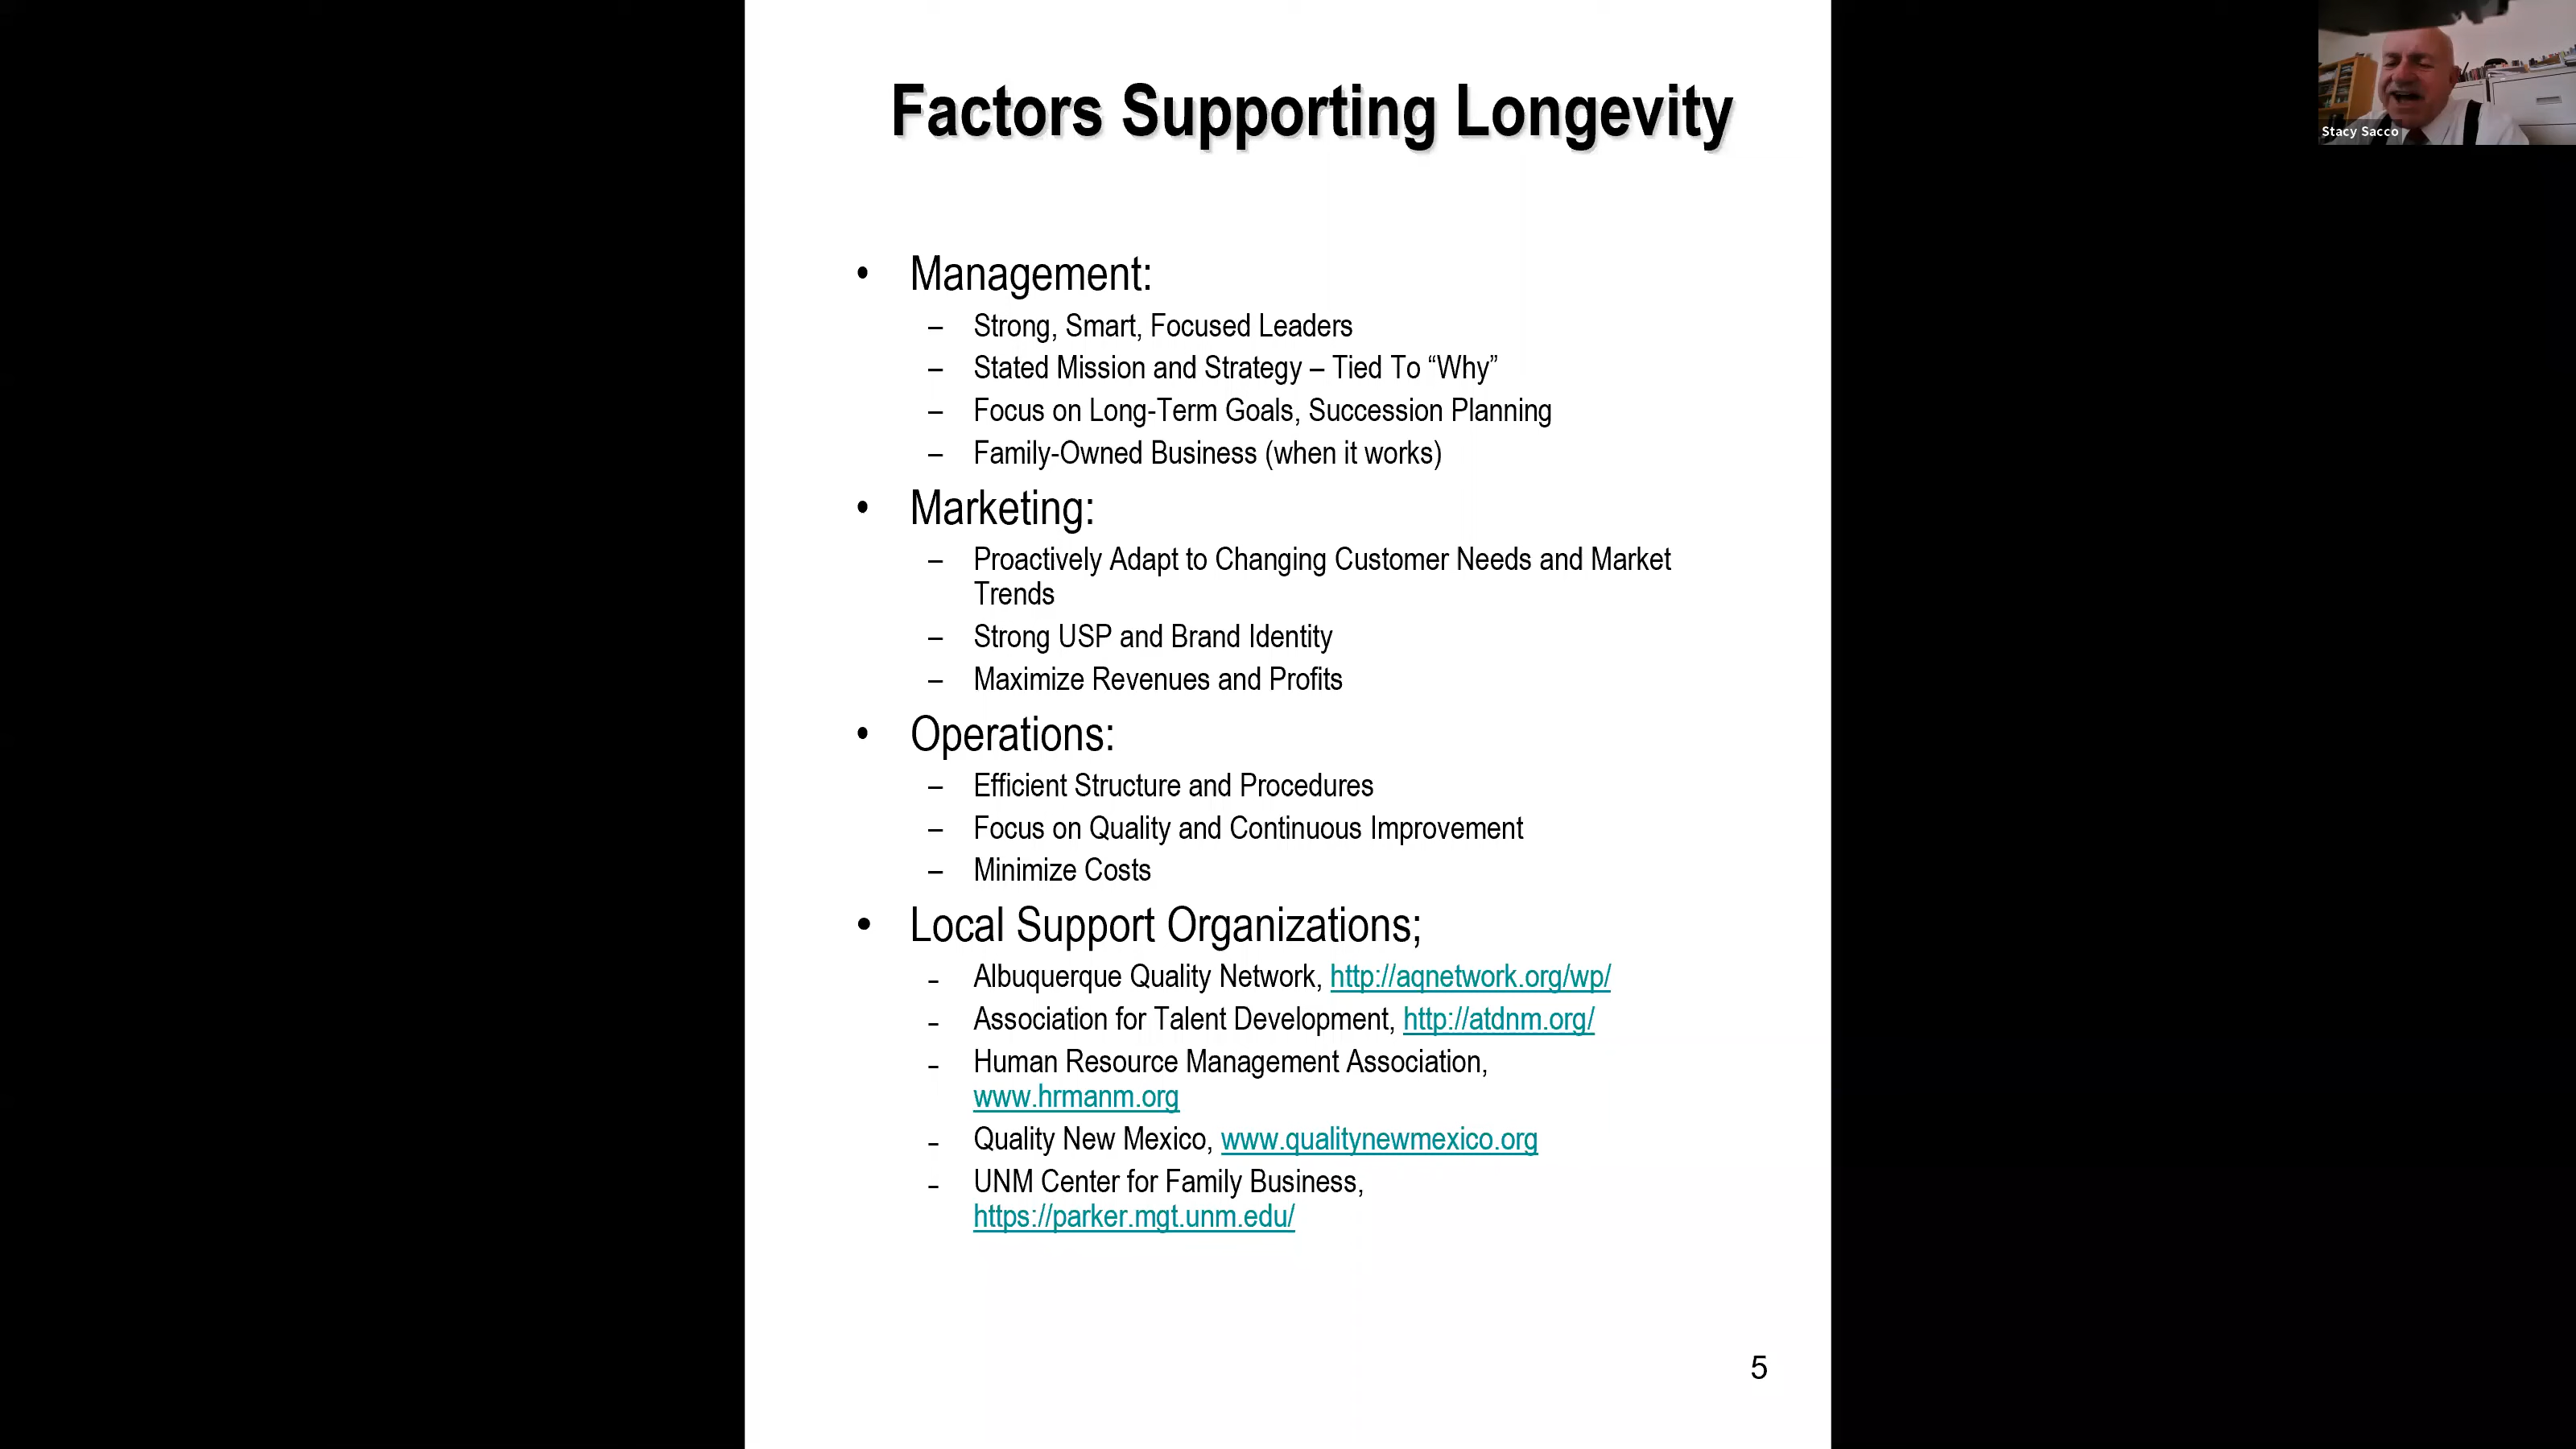 Factors Supporting Longevity
Stacy Sacco
• Management:
– Strong, Smart, Focused Leaders
– Stated Mission and Strategy – Tied To “Why”
– Focus on Long-Term Goals, Succession Planning
– Family-Owned Business (when it works)
• Marketing:
– Proactively Adapt to Changing Customer Needs and Market
Trends
– Strong USP and Brand Identity
– Maximize Revenues and Profits
• Operations:
– Efficient Structure and Procedures
– Focus on Quality and Continuous Improvement
– Minimize Costs
• Local Support Organizations;
– Albuquerque Quality Network, http://aqnetwork.org/wp/
– Association for Talent Development, http://atdnm.org/
– Human Resource Management Association,
www.hrmanm.org
– Quality New Mexico, www.qualitynewmexico.org
– UNM Center for Family Business,
https://parker.mgt.unm.edu/
5